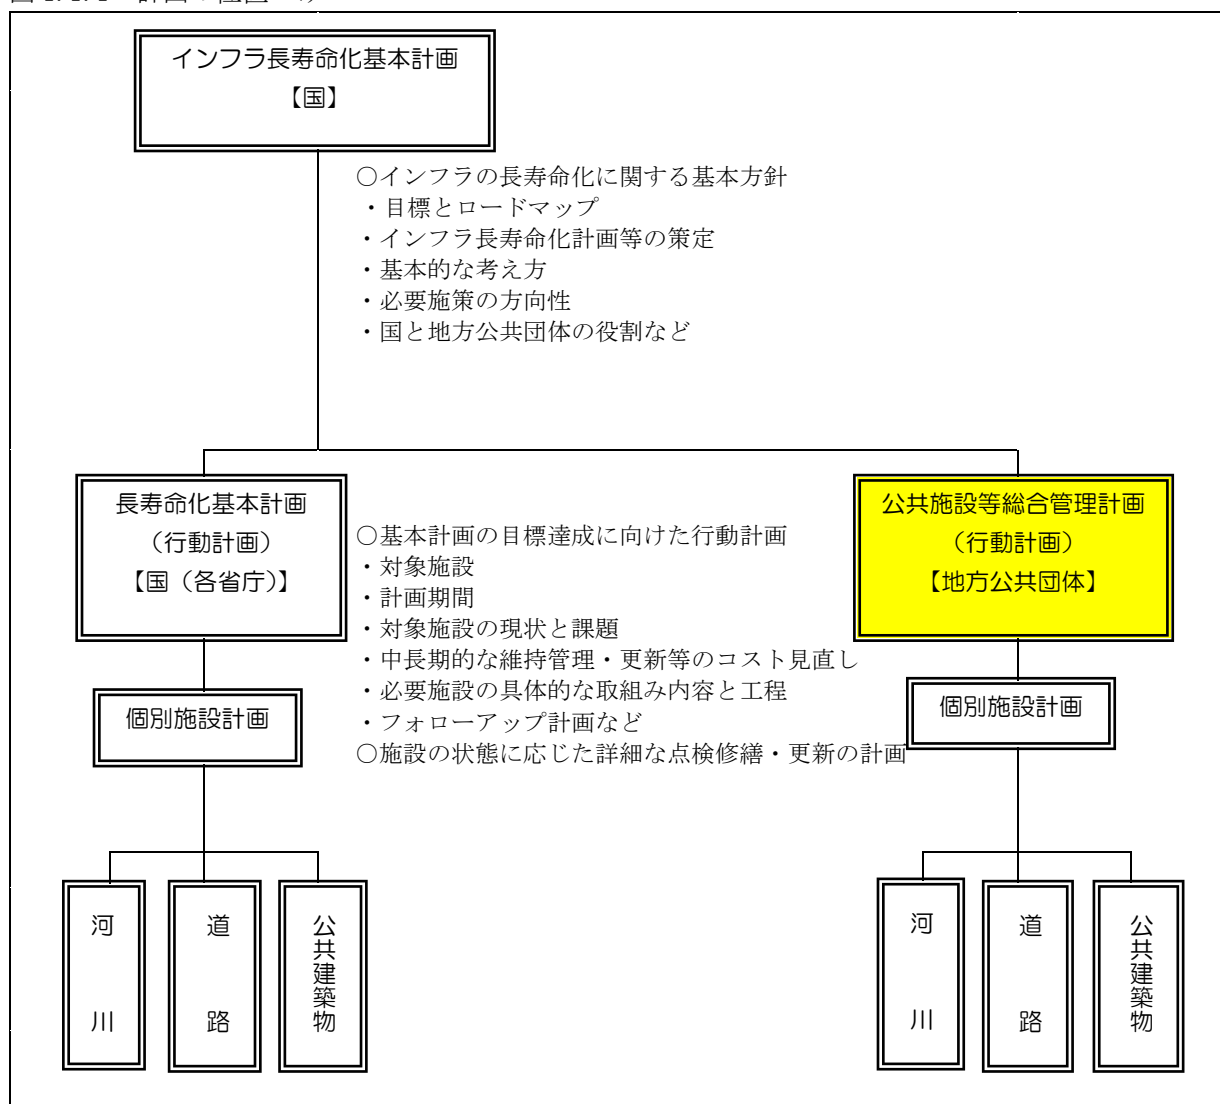 インフラ長寿命化基本計画
【国】
○インフラの長寿命化に関する基本方針
・目標とロードマップ
・インフラ長寿命化計画等の策定
・基本的な考え方
・必要施策の方向性
・国と地方公共団体の役割など
長寿命化基本計画
（行動計画）
【国（各省庁）】
○基本計画の目標達成に向けた行動計画
・対象施設
・計画期間
・対象施設の現状と課題
・中長期的な維持管理・更新等のコスト見直し
・必要施設の具体的な取組み内容と工程
・フォローアップ計画など
○施設の状態に応じた詳細な点検修繕・更新の計画
公共施設等総合管理計画
（行動計画）
【地方公共団体】
個別施設計画
個別施設計画
河川
道路
公共建築物
河川
道路
公共建築物